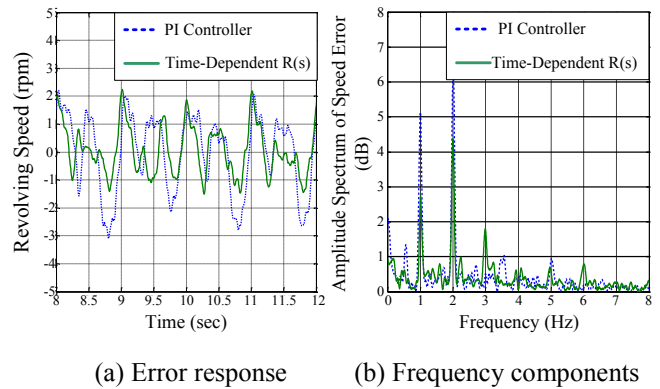 PI Controller
Time-Dependent R(s)
Revolving Speed (rpm)
5
4
3
2
1
0
-1
-2
-3
-4
-5
8 8.5 9 9.5 10 10.5 11 11.5 12
Time (sec)
PI Controller
Time-Dependent R(s)
Amplitude Spectrum of Speed Error
(dB)
8
7
6
5
4
3
2
1
0
0 1 2 3 4 5 6 7 8
Frequency (Hz)
(a) Error response
(b) Frequency components